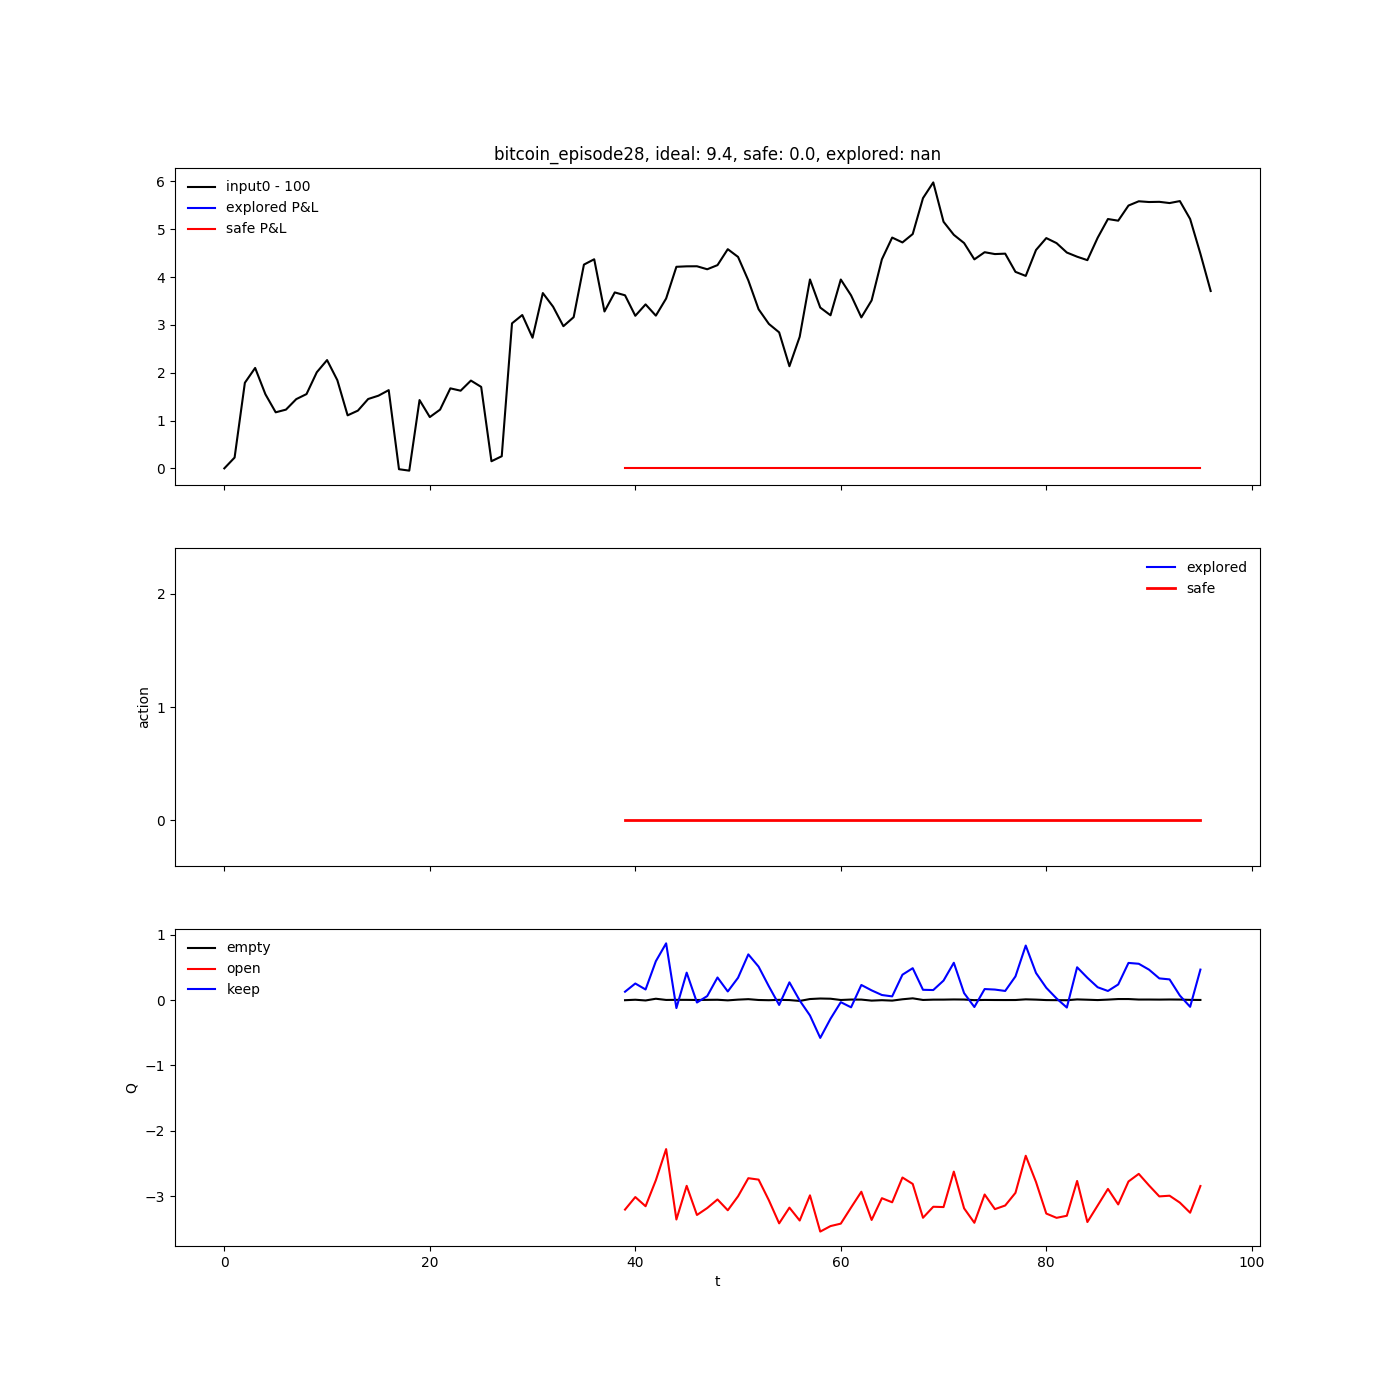 bitcoin_episode28, ideal: 9.4, safe: 0.0, explored: nan
6
5
4
3
2
1
0
input0 - 100
explored P&L
safe P&L
2
1
0
action
explored
safe
1
0
−1
−2
−3
Q
empty
open
keep
0 20 40 60 80 100
t